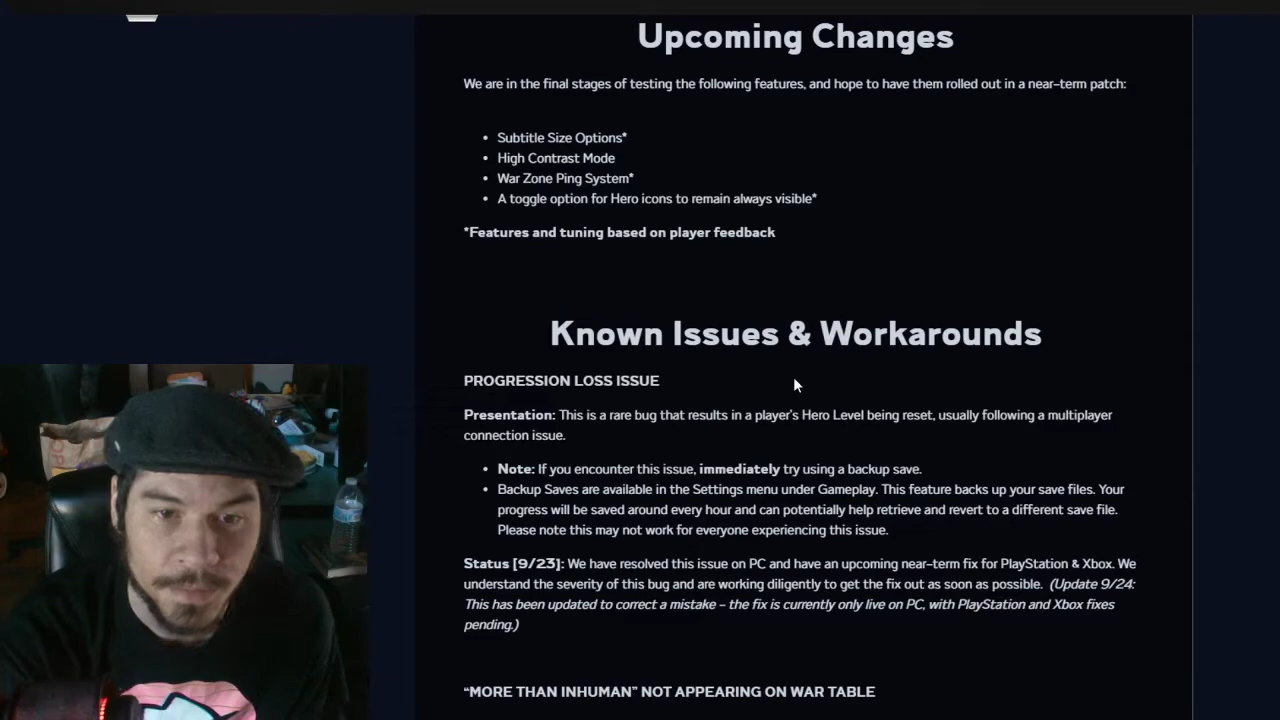 Upcoming Changes
We are in the final stages of testing the following features, and hope to have them rolled out in a near-term patch:
• Subtitle Size Options*
• High Contrast Mode
• War Zone Ping System*
• A toggle option for Hero icons to remain always visible*
*Features and tuning based on player feedback
Known Issues & Workarounds
PROGRESSION LOSS ISSUE
Presentation: This is a rare bug that results in a player's Hero Level being reset, usually following a multiplayer
connection issue.
• Note: If you encounter this issue, immediately try using a backup save.
• Backup Saves are available in the Settings menu under Gameplay. This feature backs up your save files. Your
progress will be saved around every hour and can potentially help retrieve and revert to a different save file.
Please note this may not work for everyone experiencing this issue.
Status [9/23]: We have resolved this issue on PC and have an upcoming near-term fix for PlayStation & Xbox. We
understand the severity of this bug and are working diligently to get the fix out as soon as possible. (Update 9/24:
This has been updated to correct a mistake – the fix is currently only live on PC, with PlayStation and Xbox fixes
pending.)
“MORE THAN INHUMAN” NOT APPEARING ON WAR TABLE